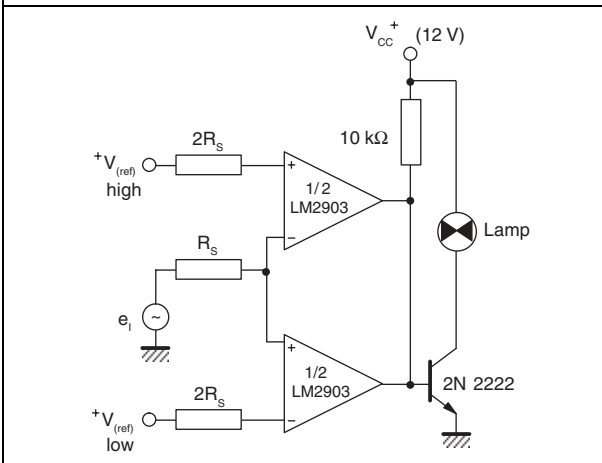 V_CC^+ (12 V)
2R_S
10 kΩ
+V_(ref)
high
+
1/2
LM2903
−
Lamp
R_S
e_I
~
+
1/2
LM2903
−
2N 2222
2R_S
+V_(ref)
low